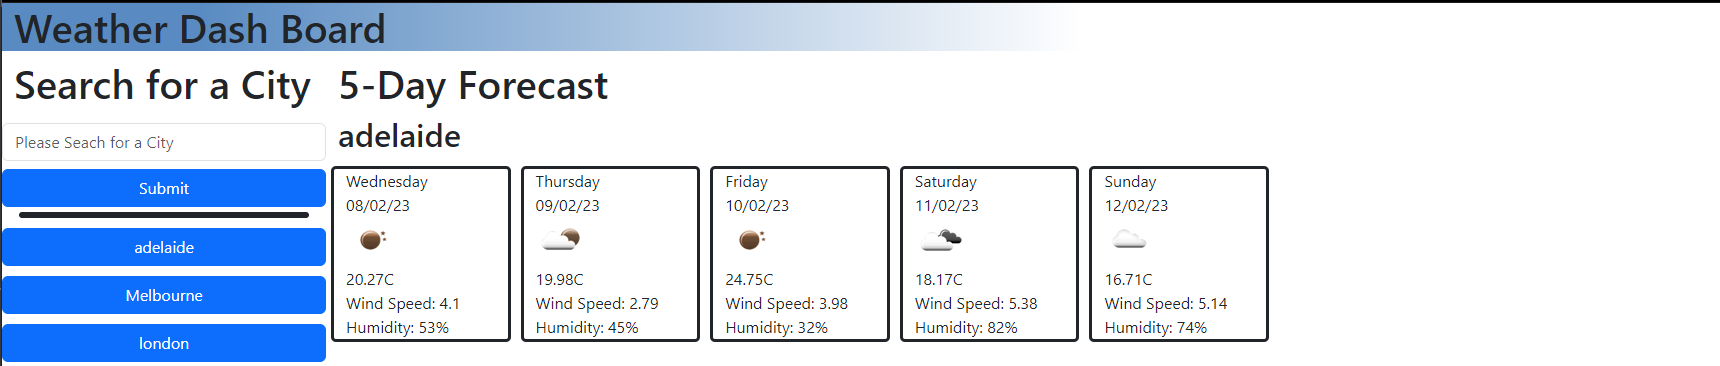 Weather Dash Board
Search for a City
Please Seach for a City
Submit
adelaide
Melbourne
london
5-Day Forecast
adelaide
Wednesday
08/02/23
20.27C
Wind Speed: 4.1
Humidity: 53%
Thursday
09/02/23
19.98C
Wind Speed: 2.79
Humidity: 45%
Friday
10/02/23
24.75C
Wind Speed: 3.98
Humidity: 32%
Saturday
11/02/23
18.17C
Wind Speed: 5.38
Humidity: 82%
Sunday
12/02/23
16.71C
Wind Speed: 5.14
Humidity: 74%